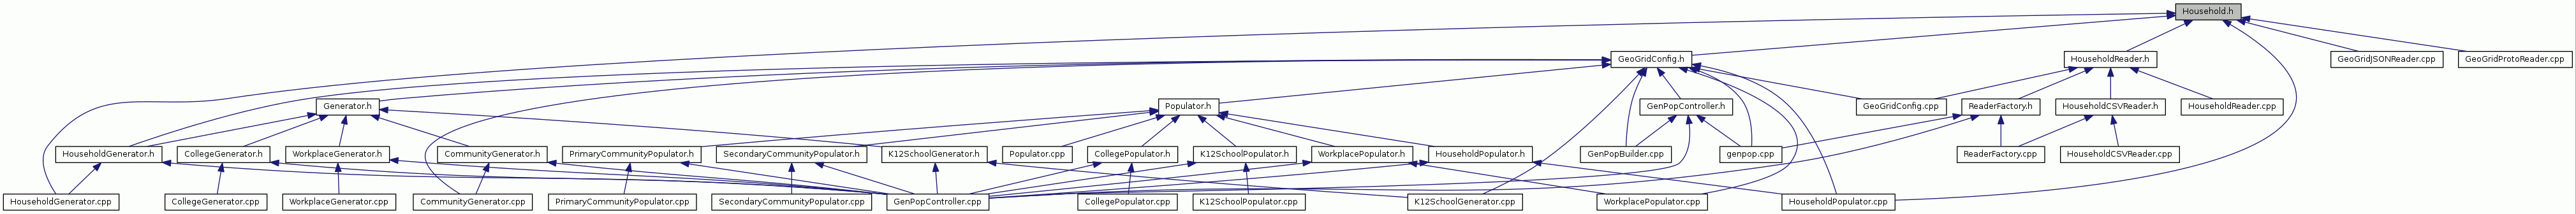 Household.h
GeoGridConfig.h
HouseholdReader.h
GeoGridJSONReader.cpp
GeoGridProtoReader.cpp
Generator.h
Populator.h
GenPopController.h
GeoGridConfig.cpp
ReaderFactory.h
HouseholdCSVReader.h
HouseholdReader.cpp
HouseholdGenerator.h
CollegeGenerator.h
WorkplaceGenerator.h
CommunityGenerator.h
PrimaryCommunityPopulator.h
SecondaryCommunityPopulator.h
K12SchoolGenerator.h
Populator.cpp
CollegePopulator.h
K12SchoolPopulator.h
WorkplacePopulator.h
HouseholdPopulator.h
GenPopBuilder.cpp
genpop.cpp
ReaderFactory.cpp
HouseholdCSVReader.cpp
HouseholdGenerator.cpp
CollegeGenerator.cpp
WorkplaceGenerator.cpp
CommunityGenerator.cpp
PrimaryCommunityPopulator.cpp
SecondaryCommunityPopulator.cpp
GenPopController.cpp
CollegePopulator.cpp
K12SchoolPopulator.cpp
K12SchoolGenerator.cpp
WorkplacePopulator.cpp
HouseholdPopulator.cpp